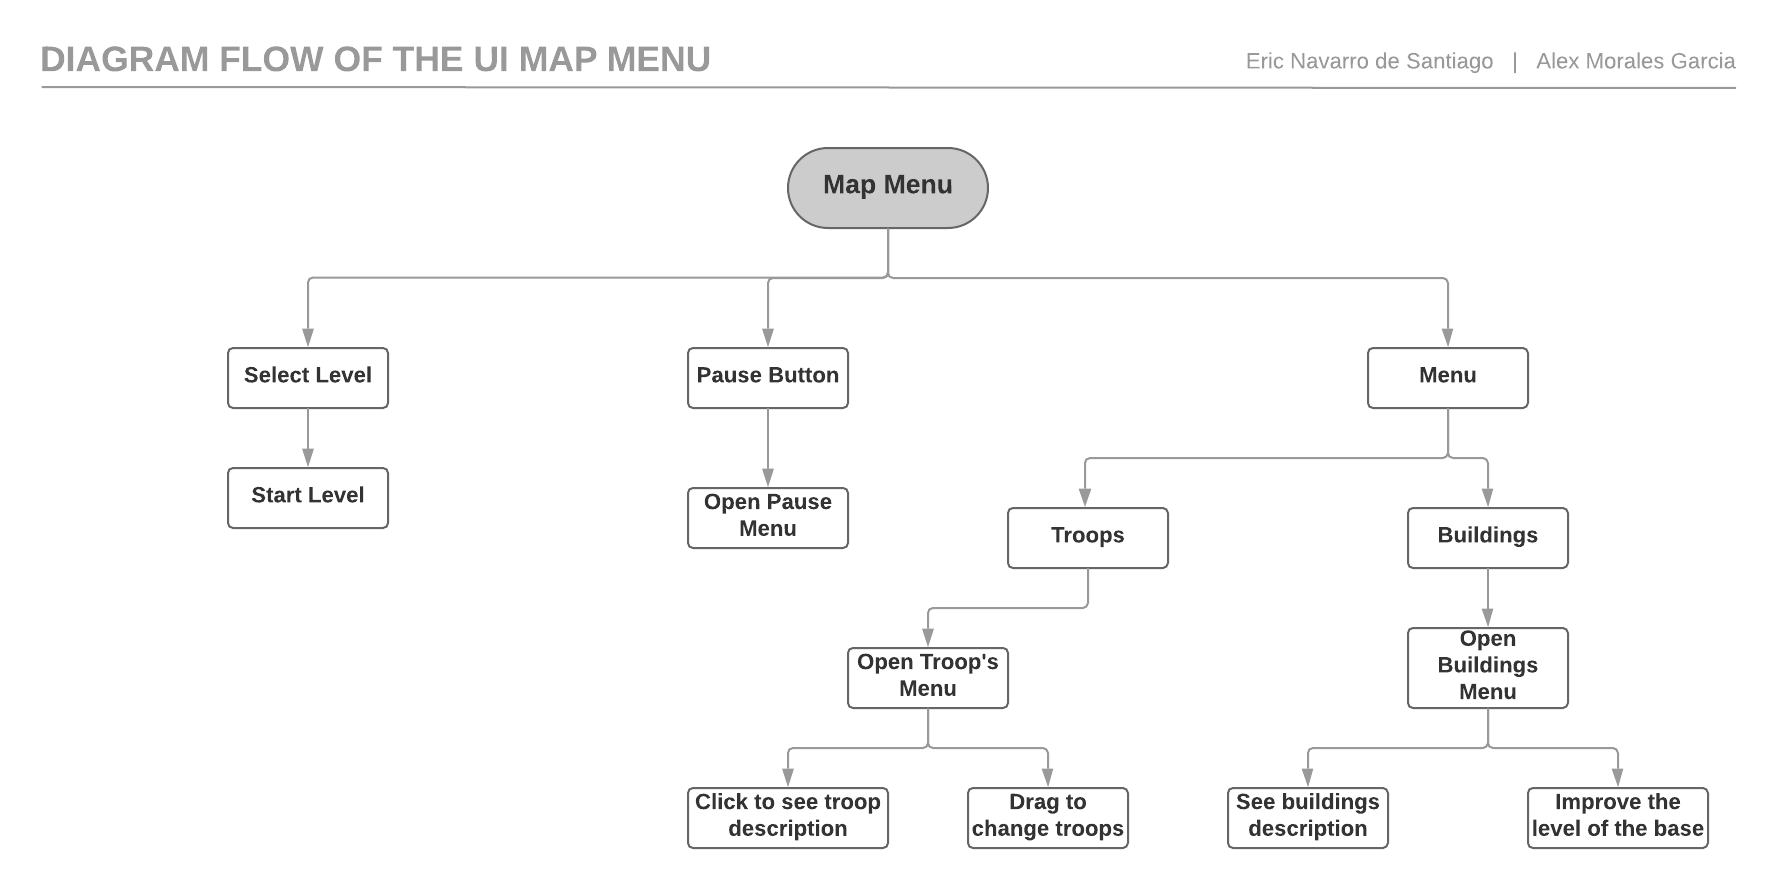 DIAGRAM FLOW OF THE UI MAP MENU
Eric Navarro de Santiago | Alex Morales Garcia
Map Menu
Select Level
Pause Button
Menu
Start Level
Open Pause
Menu
Troops
Buildings
Open Troop's
Menu
Open
Buildings
Menu
Click to see troop
description
Drag to
change troops
See buildings
description
Improve the
level of the base